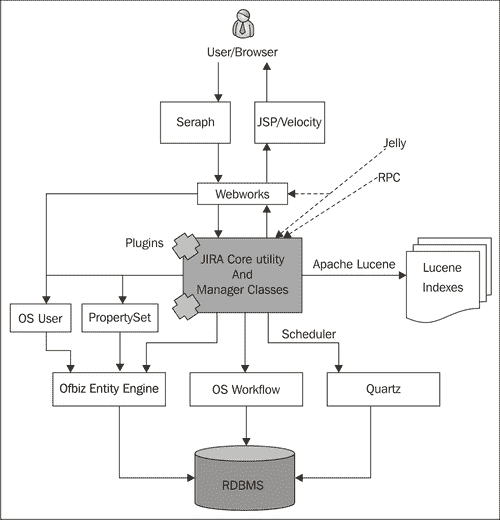 User/Browser
Seraph
JSP/Velocity
Jelly
RPC
Webworks
Plugins
JIRA Core utility
And
Manager Classes
Apache Lucene
Lucene
Indexes
OS User
PropertySet
Scheduler
Ofbiz Entity Engine
OS Workflow
Quartz
RDBMS